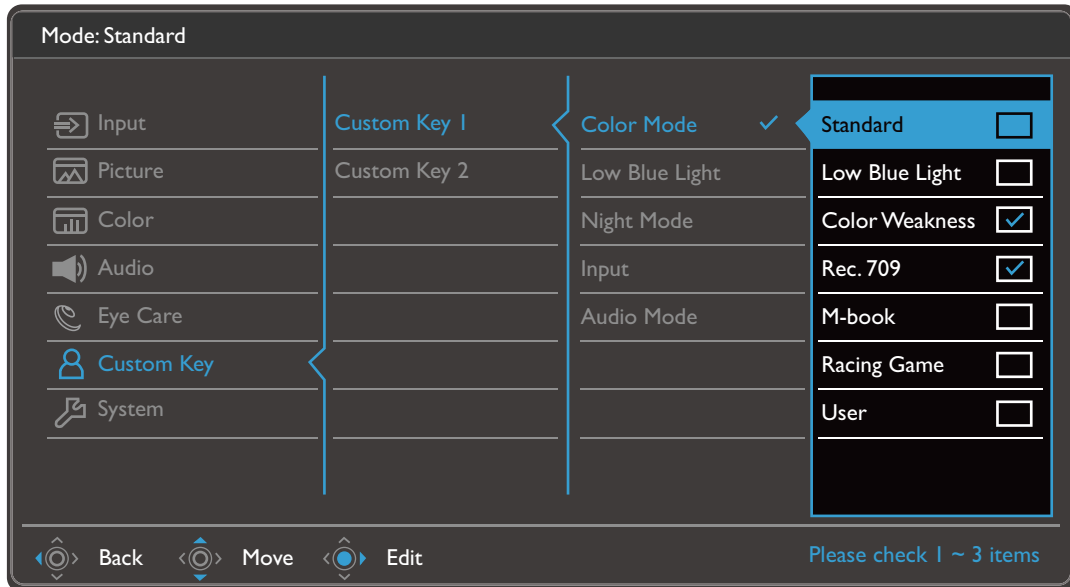 Mode: Standard
Input
Picture
Color
Audio
Eye Care
Custom Key
System
Custom Key 1
Custom Key 2
Color Mode
Low Blue Light
Night Mode
Input
Audio Mode
Standard
Low Blue Light
Color Weakness
Rec. 709
M-book
Racing Game
User
Back Move Edit
Please check 1 ~ 3 items